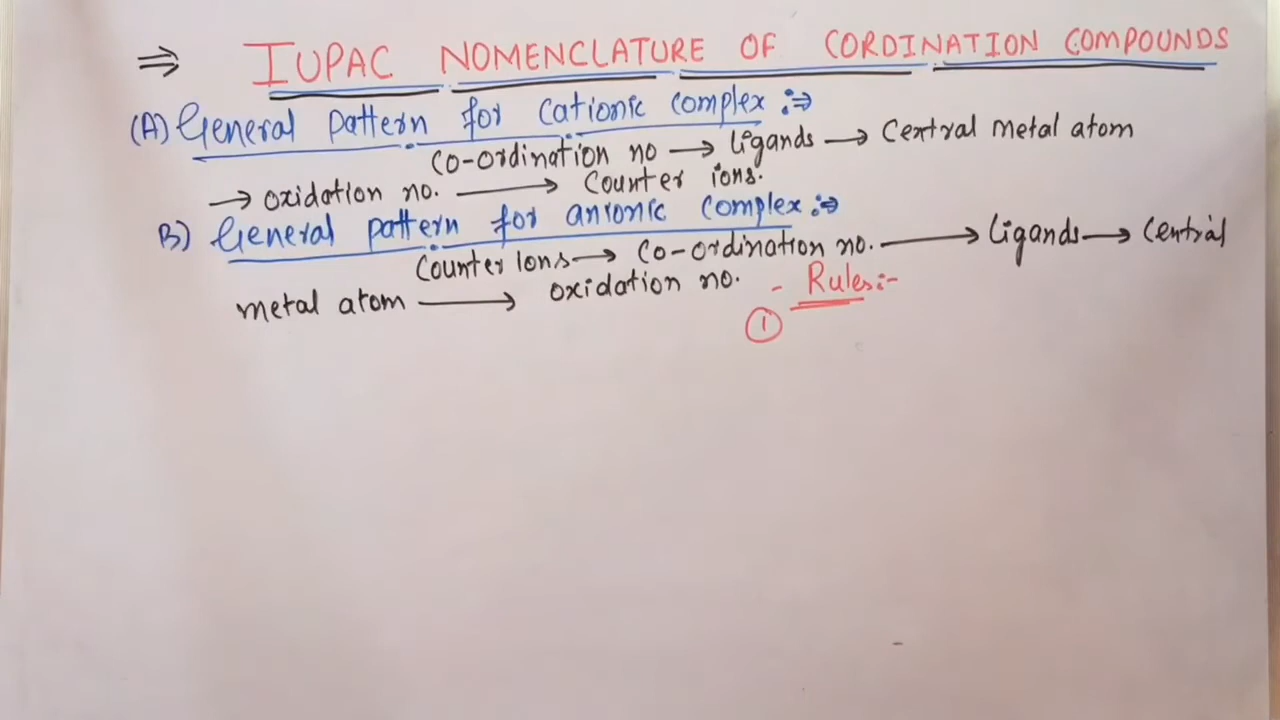 ⇒ IUPAC NOMENCLATURE OF CORDINATION COMPOUNDS
(A) General pattern for cationic complex :⇒
Co-ordination no → ligands → Central metal atom
→ oxidation no. → Counter ions.
B) General pattern for anionic complex :⇒
Counter ions → Co-ordination no. → Ligands → Central
metal atom → oxidation no. - Rules :-
①